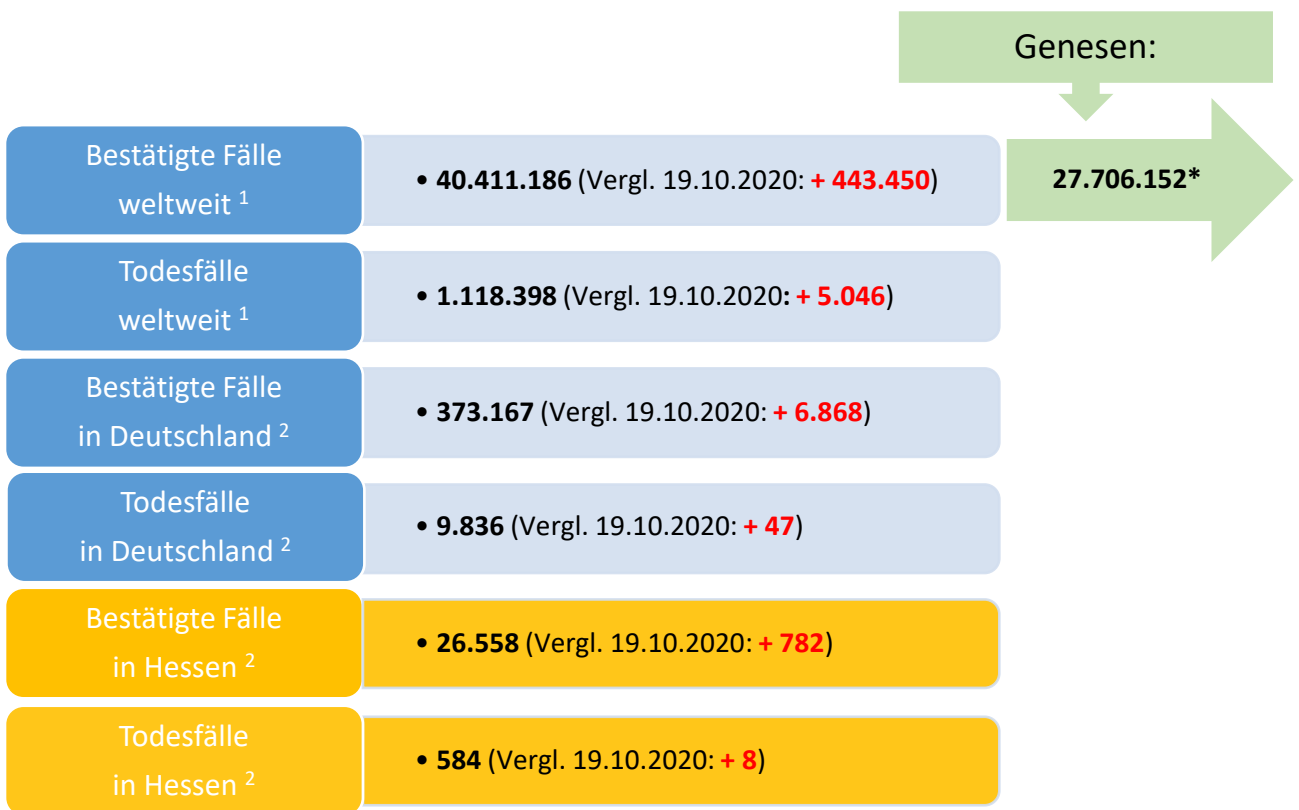 Genesen:
Bestätigte Fälle
weltweit ¹
• 40.411.186 (Vergl. 19.10.2020: + 443.450)
27.706.152*
Todesfälle
weltweit ¹
• 1.118.398 (Vergl. 19.10.2020: + 5.046)
Bestätigte Fälle
in Deutschland ²
• 373.167 (Vergl. 19.10.2020: + 6.868)
Todesfälle
in Deutschland ²
• 9.836 (Vergl. 19.10.2020: + 47)
Bestätigte Fälle
in Hessen ²
• 26.558 (Vergl. 19.10.2020: + 782)
Todesfälle
in Hessen ²
• 584 (Vergl. 19.10.2020: + 8)